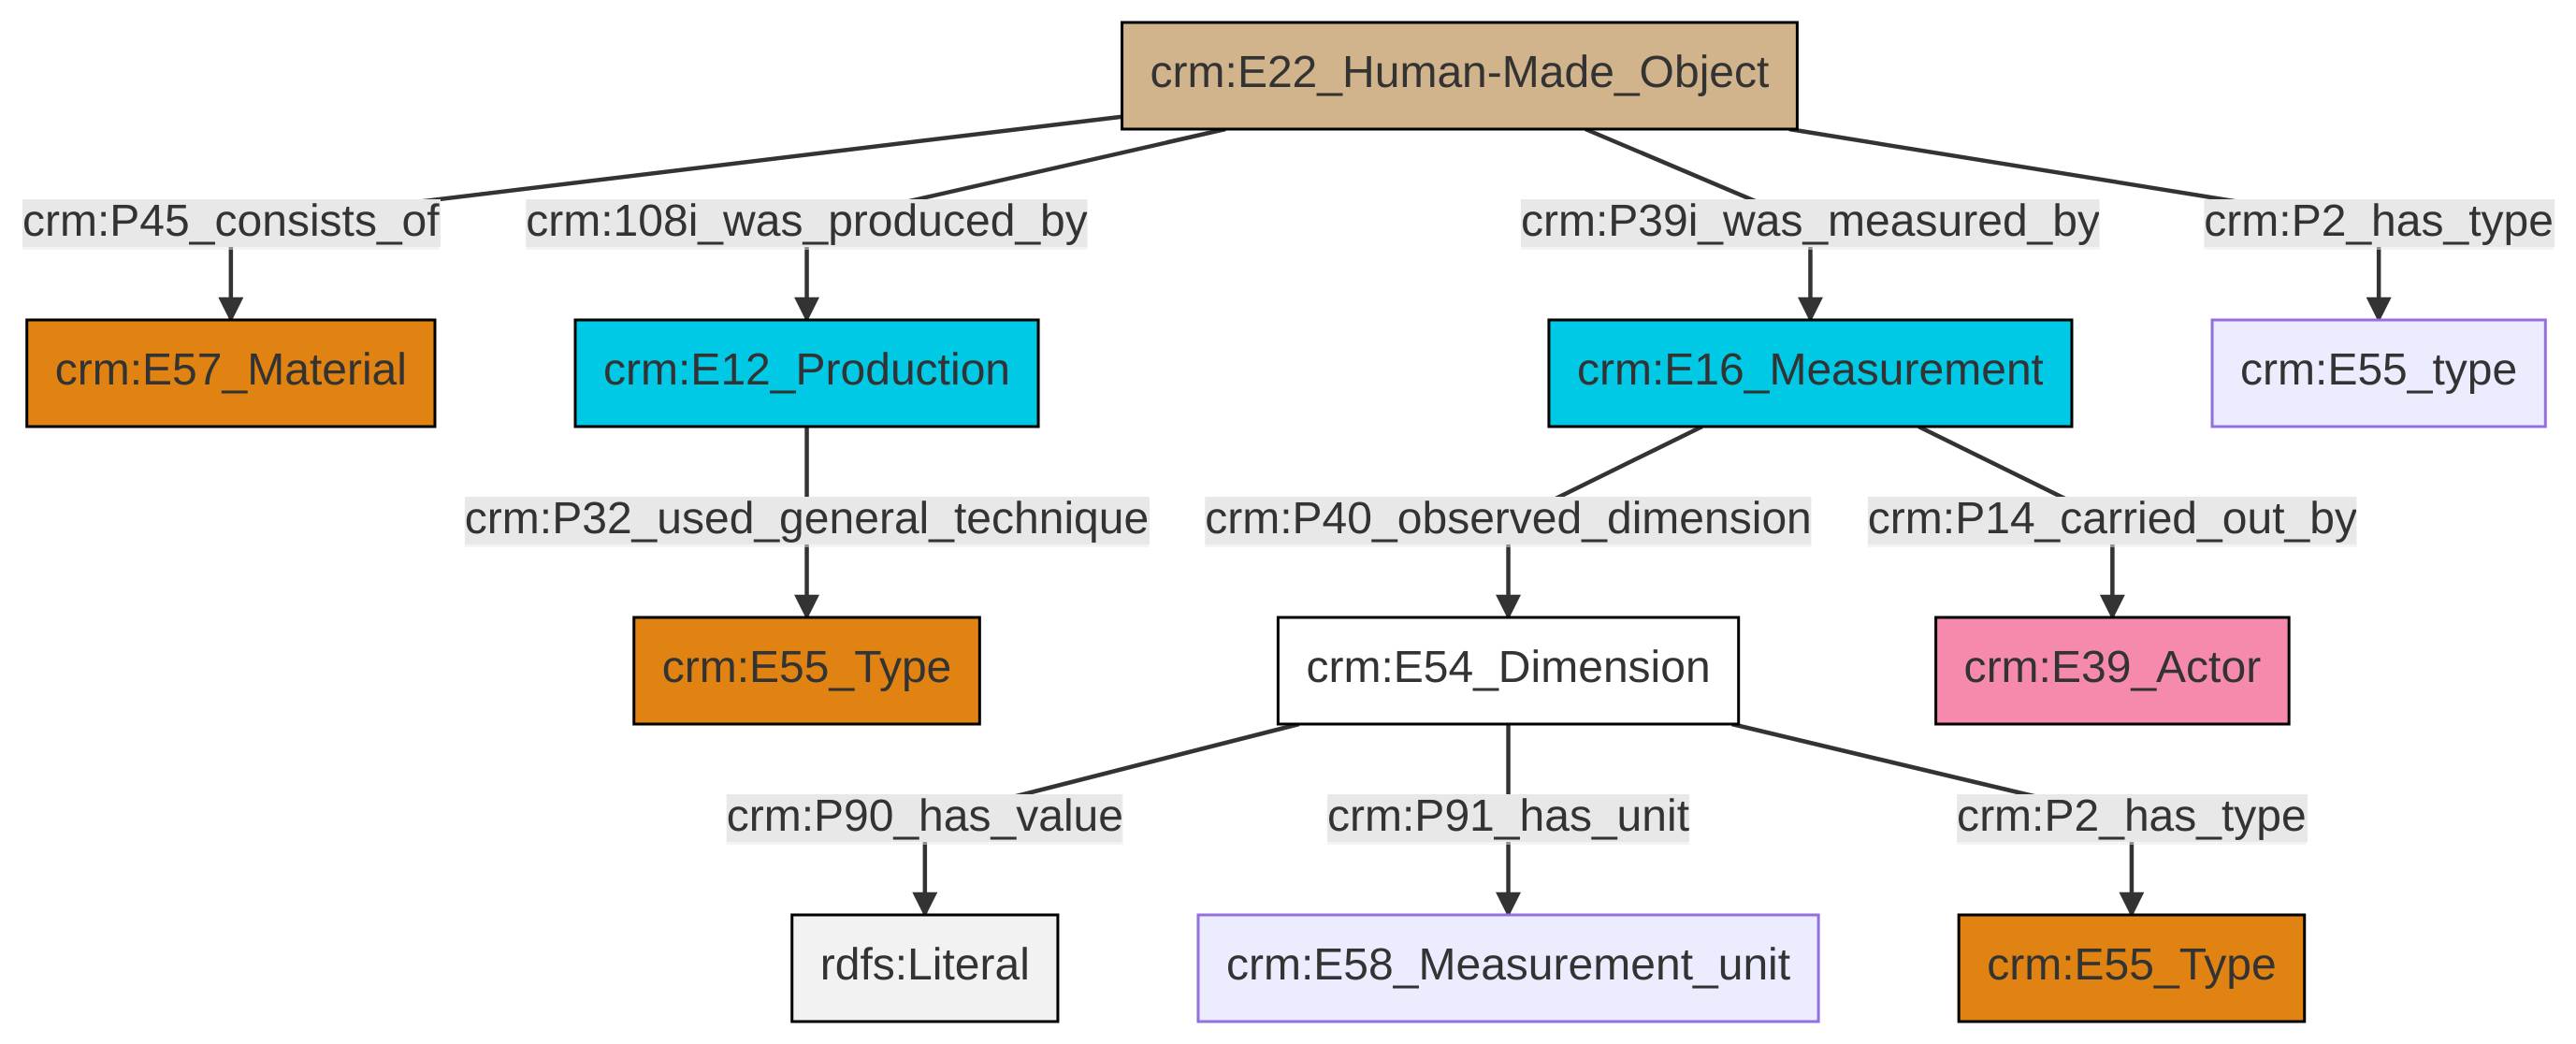 crm:E22_Human-Made_Object
crm:P45_consists_of
crm:108i_was_produced_by
crm:P39i_was_measured_by
crm:P2_has_type
crm:E57_Material
crm:E12_Production
crm:E16_Measurement
crm:E55_type
crm:P32_used_general_technique
crm:P40_observed_dimension
crm:P14_carried_out_by
crm:E55_Type
crm:E54_Dimension
crm:E39_Actor
crm:P90_has_value
crm:P91_has_unit
crm:P2_has_type
rdfs:Literal
crm:E58_Measurement_unit
crm:E55_Type